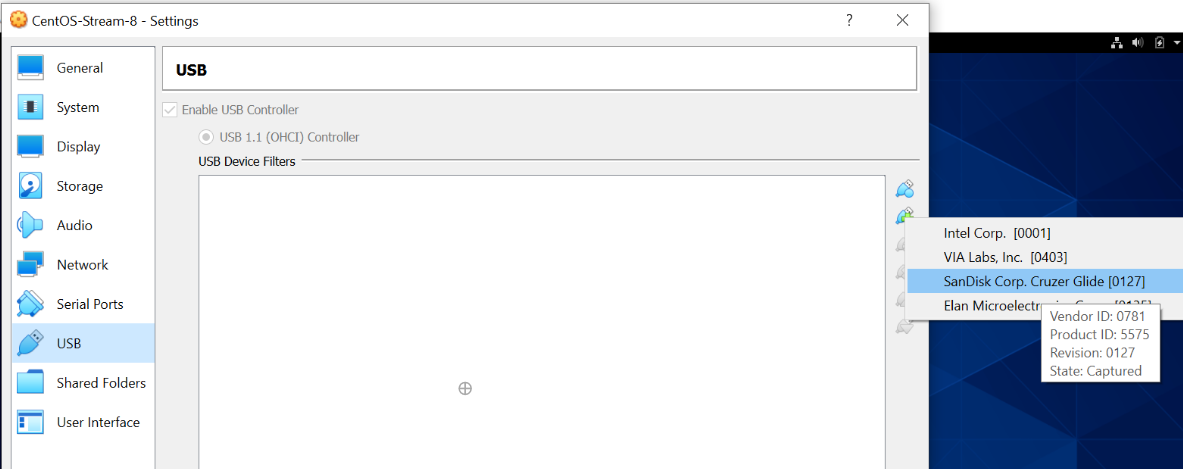 CentOS-Stream-8 - Settings ?
General
System
Display
Storage
Audio
Network
Serial Ports
USB
Shared Folders
User Interface
USB
Enable USB Controller
USB 1.1 (OHCI) Controller
USB Device Filters
Intel Corp. [0001]
VIA Labs, Inc. [0403]
SanDisk Corp. Cruzer Glide [0127]
Elan
Vendor ID: 0781
Product ID: 5575
Revision: 0127
State: Captured